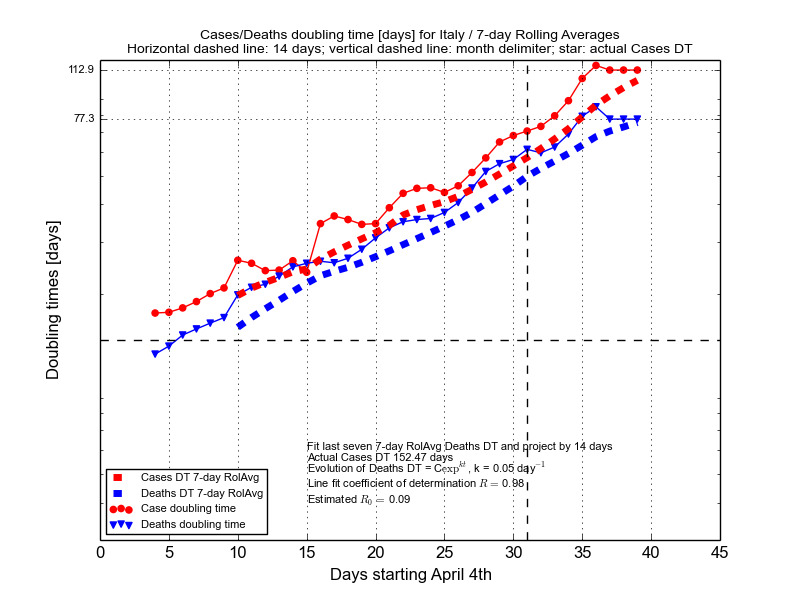 Cases/Deaths doubling time [days] for Italy / 7-day Rolling Averages
Horizontal dashed line: 14 days; vertical dashed line: month delimiter; star: actual Cases DT
112.9
77.3
Doubling times [days]
Fit last seven 7-day RolAvg Deaths DT and project by 14 days
Actual Cases DT 152.47 days
Evolution of Deaths DT = Cexp^{kt}, k = 0.05 day^{−1}
Line fit coefficient of determination R = 0.98
Estimated R_0 = 0.09
Cases DT 7-day RolAvg
Deaths DT 7-day RolAvg
Case doubling time
Deaths doubling time
0 5 10 15 20 25 30 35 40 45
Days starting April 4th